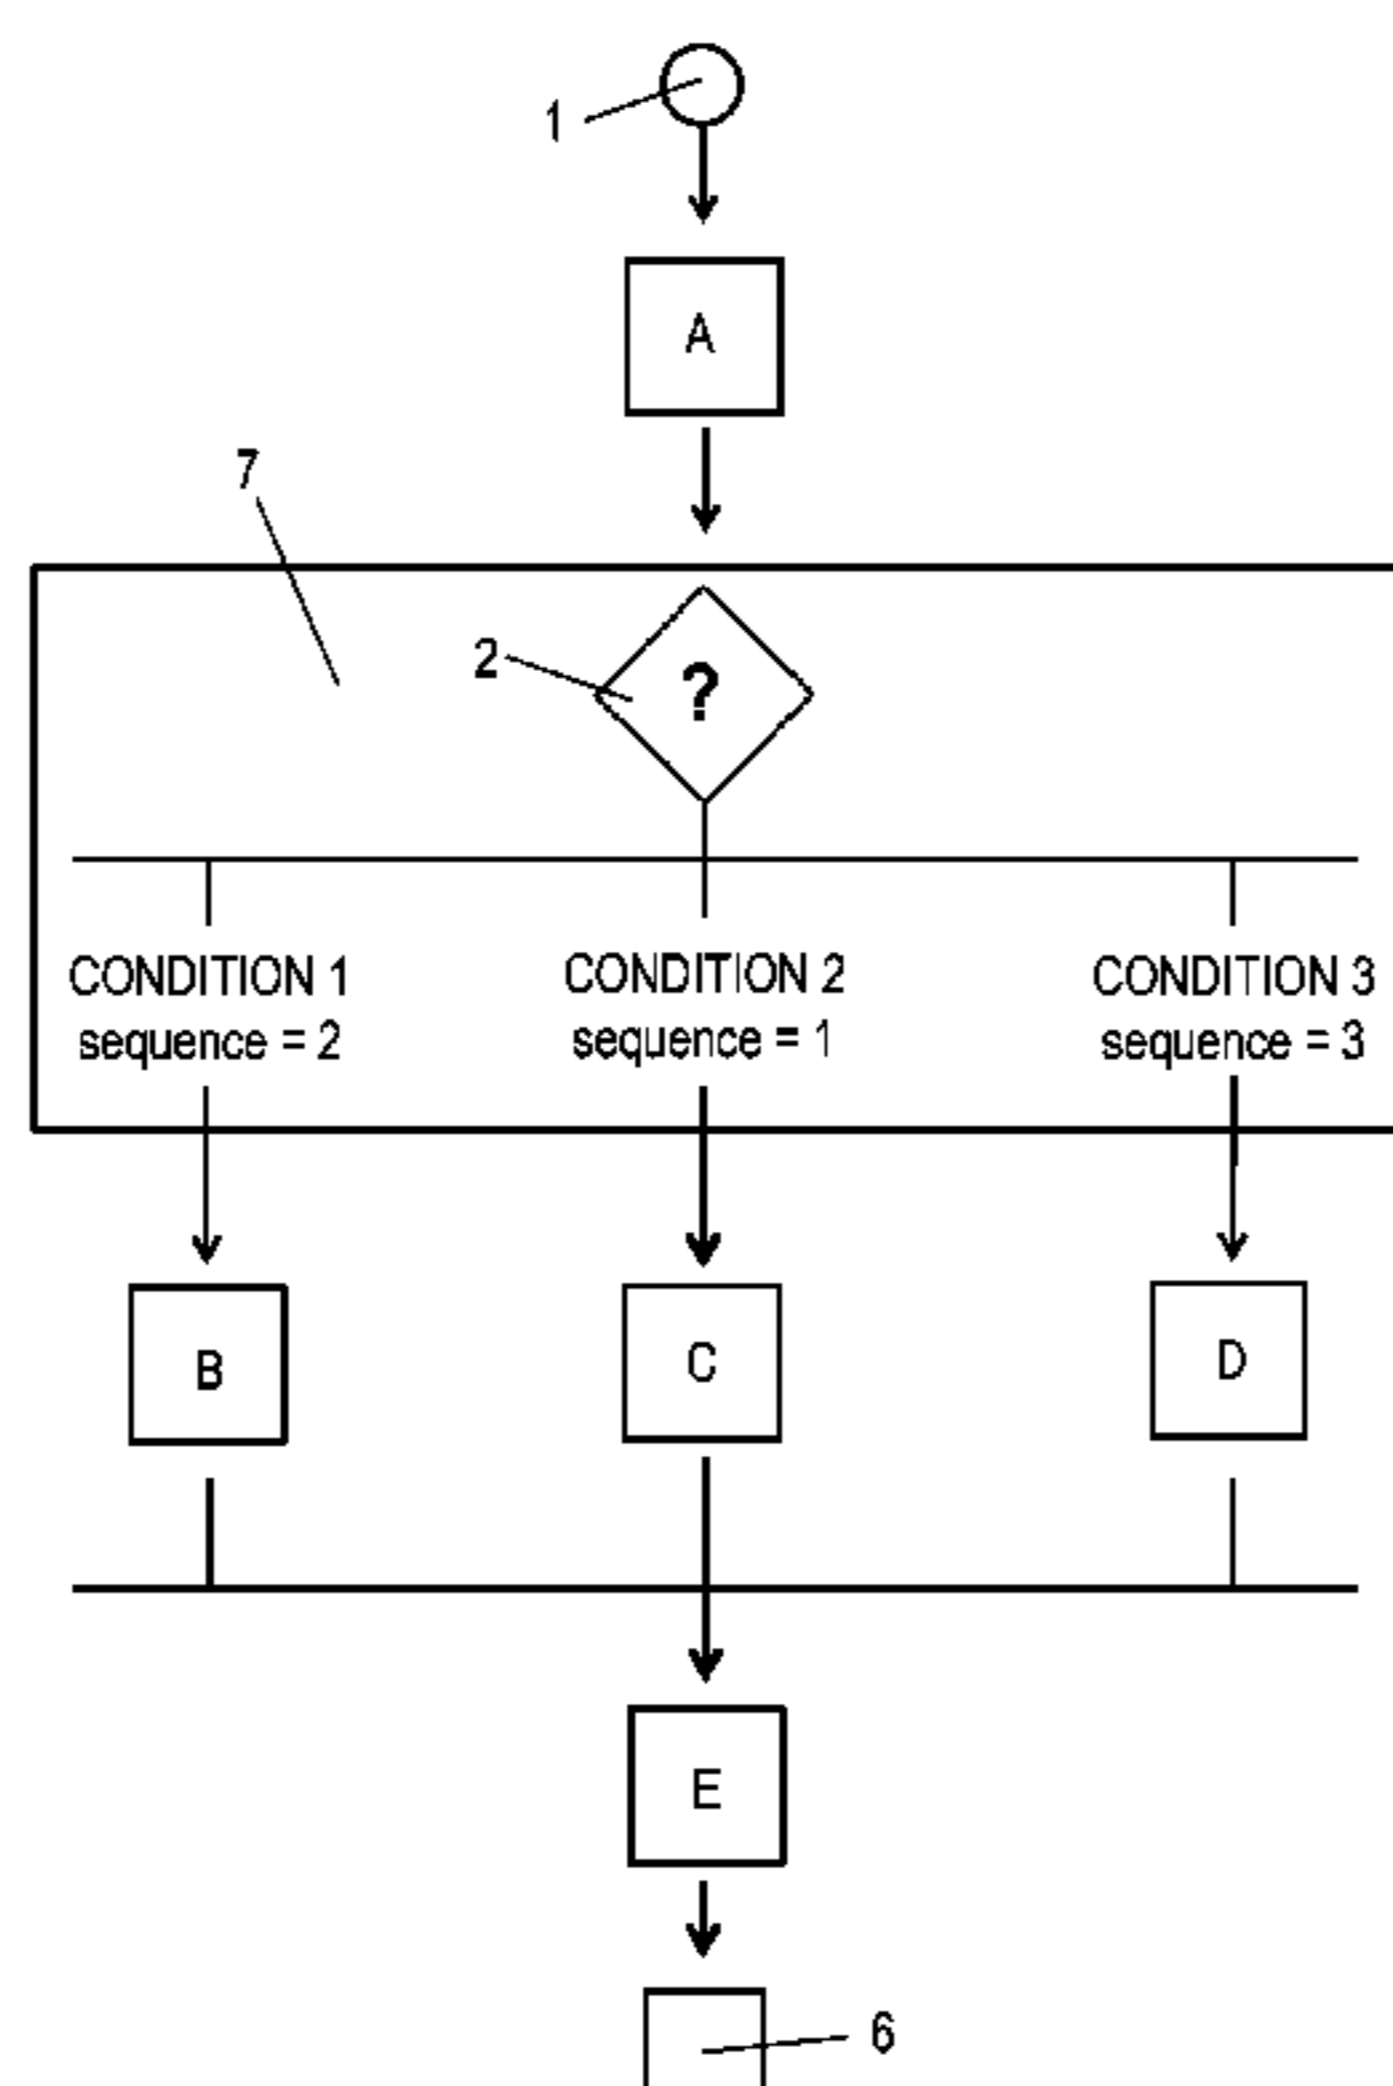 1
A
7
2
?
CONDITION 1
sequence = 2
CONDITION 2
sequence = 1
CONDITION 3
sequence = 3
B
C
D
E
6